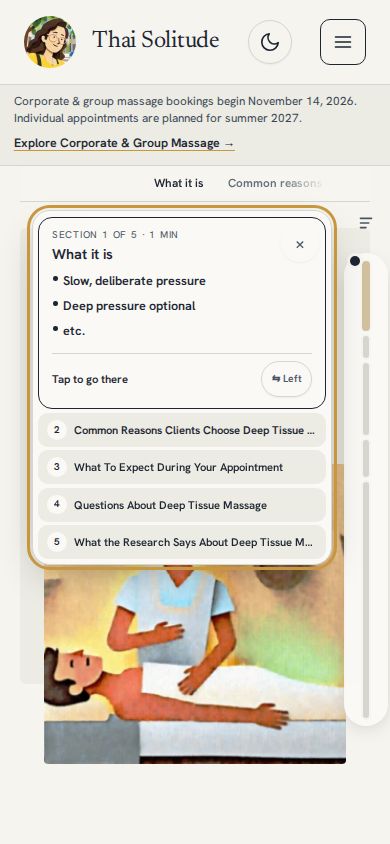 Thai Solitude
Corporate & group massage bookings begin November 14, 2026.
Individual appointments are planned for summer 2027.
Explore Corporate & Group Massage →
What it is
Common reasons
SECTION 1 OF 5 · 1 MIN
×
What it is
• Slow, deliberate pressure
• Deep pressure optional
• etc.
Tap to go there
⇆ Left
2 Common Reasons Clients Choose Deep Tissue ...
3 What To Expect During Your Appointment
4 Questions About Deep Tissue Massage
5 What the Research Says About Deep Tissue M...